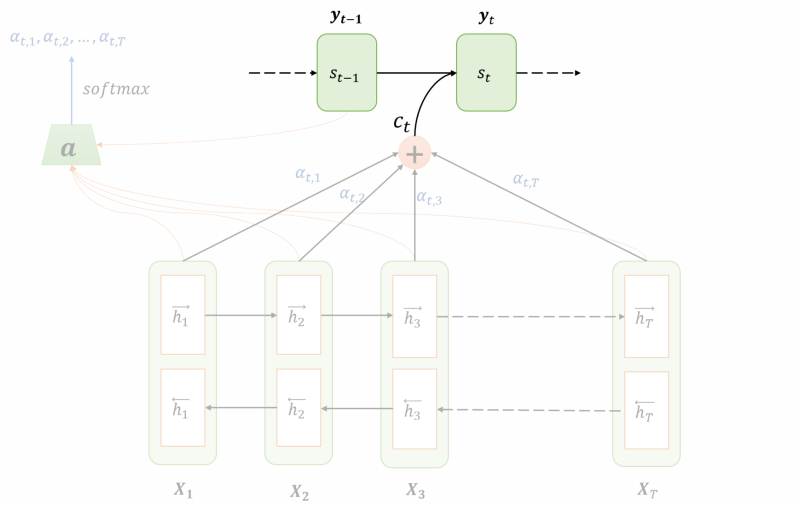 y_{t−1} y_t
α_{t,1}, α_{t,2}, …, α_{t,T}
s_{t−1} s_t
softmax
c_t
a +
α_{t,1} α_{t,2} α_{t,3} α_{t,T}
→h_1 →h_2 →h_3 →h_T
←h_1 ←h_2 ←h_3 ←h_T
X_1 X_2 X_3 X_T